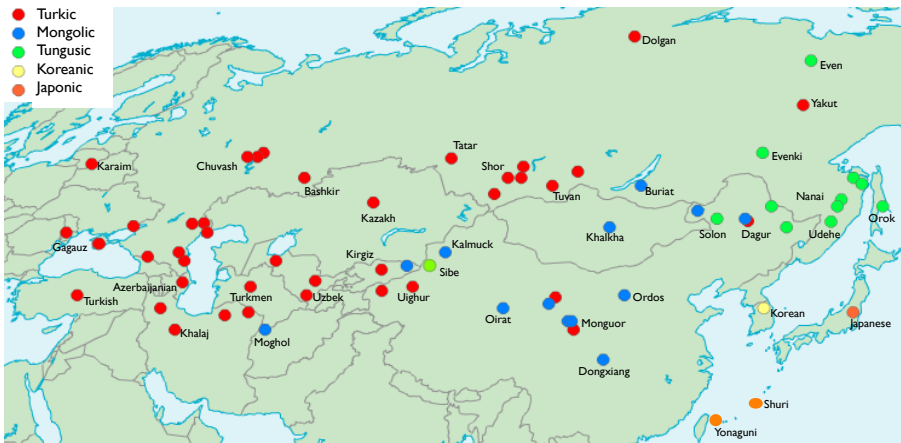 Turkic
Mongolic
Tungusic
Koreanic
Japonic
Dolgan
Even
Yakut
Karaim
Chuvash
Tatar
Shor
Evenki
Bashkir
Tuvan
Buriat
Nanai
Kazakh
Orok
Gagauz
Khalkha
Solon
Dagur
Udehe
Kirgiz
Kalmuck
Sibe
Azerbaijanian
Turkish
Turkmen
Uzbek
Uighur
Oirat
Ordos
Khalaj
Moghol
Monguor
Korean
Japanese
Dongxiang
Shuri
Yonaguni